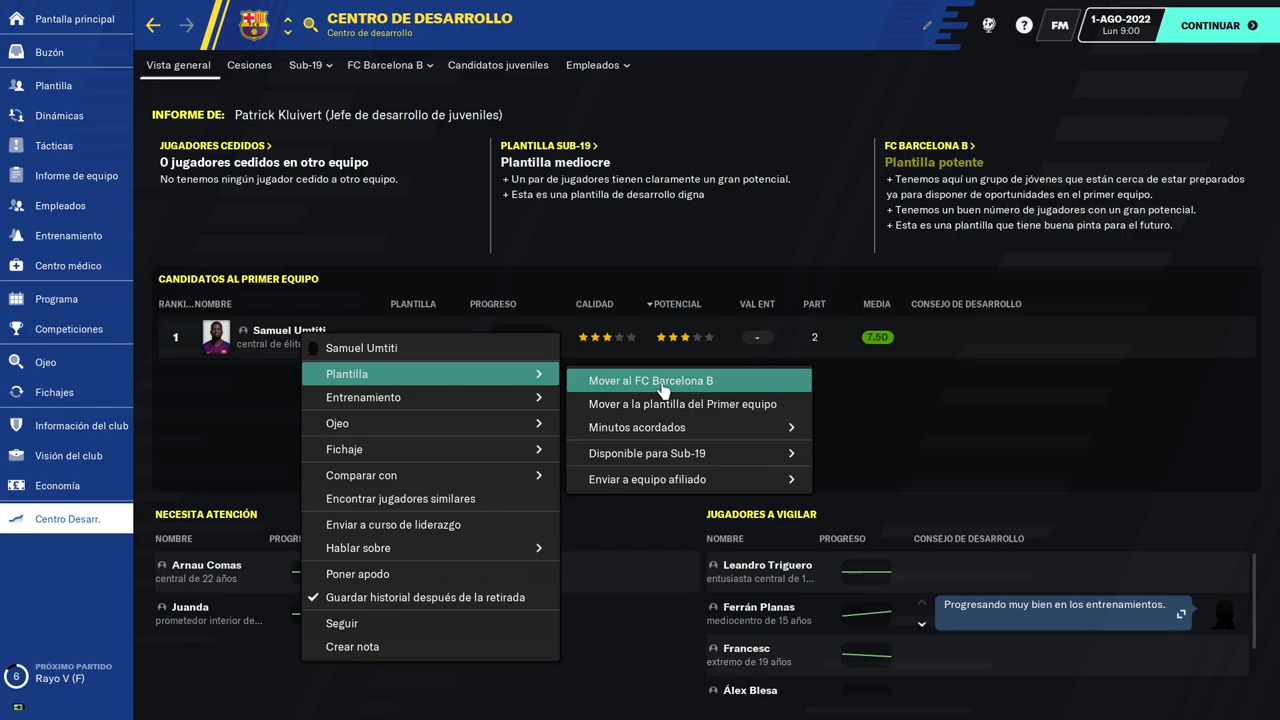 Pantalla principal
Buzón
Plantilla
Dinámicas
Tácticas
Informe de equipo
Empleados
Entrenamiento
Centro médico
Programa
Competiciones
Ojeo
Fichajes
Información del club
Visión del club
Economía
Centro Desarr.
PRÓXIMO PARTIDO
6 Rayo V (F)
CENTRO DE DESARROLLO
Centro de desarrollo
FM
1-AGO-2022
Lun 9:00
CONTINUAR
Vista general Cesiones Sub-19 FC Barcelona B Candidatos juveniles Empleados
INFORME DE: Patrick Kluivert (Jefe de desarrollo de juveniles)
JUGADORES CEDIDOS >
0 jugadores cedidos en otro equipo
No tenemos ningún jugador cedido a otro equipo.
PLANTILLA SUB-19 >
Plantilla mediocre
+ Un par de jugadores tienen claramente un gran potencial.
+ Esta es una plantilla de desarrollo digna
FC BARCELONA B >
Plantilla potente
+ Tenemos aquí un grupo de jóvenes que están cerca de estar preparados
ya para disponer de oportunidades en el primer equipo.
+ Tenemos un buen número de jugadores con un gran potencial.
+ Esta es una plantilla que tiene buena pinta para el futuro.
CANDIDATOS AL PRIMER EQUIPO
RANKI... NOMBRE PLANTILLA PROGRESO CALIDAD POTENCIAL VAL ENT PART MEDIA CONSEJO DE DESARROLLO
1 Samuel Umtiti - 2 7.50
central de élite
Samuel Umtiti
Plantilla
Entrenamiento
Ojeo
Fichaje
Comparar con
Encontrar jugadores similares
Enviar a curso de liderazgo
Hablar sobre
Poner apodo
Guardar historial después de la retirada
Seguir
Crear nota
Mover al FC Barcelona B
Mover a la plantilla del Primer equipo
Minutos acordados
Disponible para Sub-19
Enviar a equipo afiliado
NECESITA ATENCIÓN
NOMBRE PROGR
Arnau Comas
central de 22 años
Juanda
prometedor interior de...
JUGADORES A VIGILAR
NOMBRE PROGRESO CONSEJO DE DESARROLLO
Leandro Triguero
entusiasta central de 1...
Ferrán Planas
mediocentro de 15 años
Progresando muy bien en los entrenamientos.
Francesc
extremo de 19 años
Álex Blesa